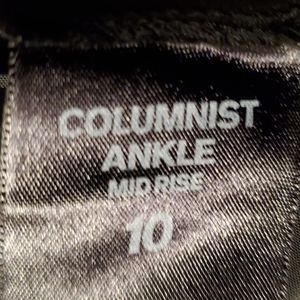 COLUMNIST
ANKLE
MID RISE
10